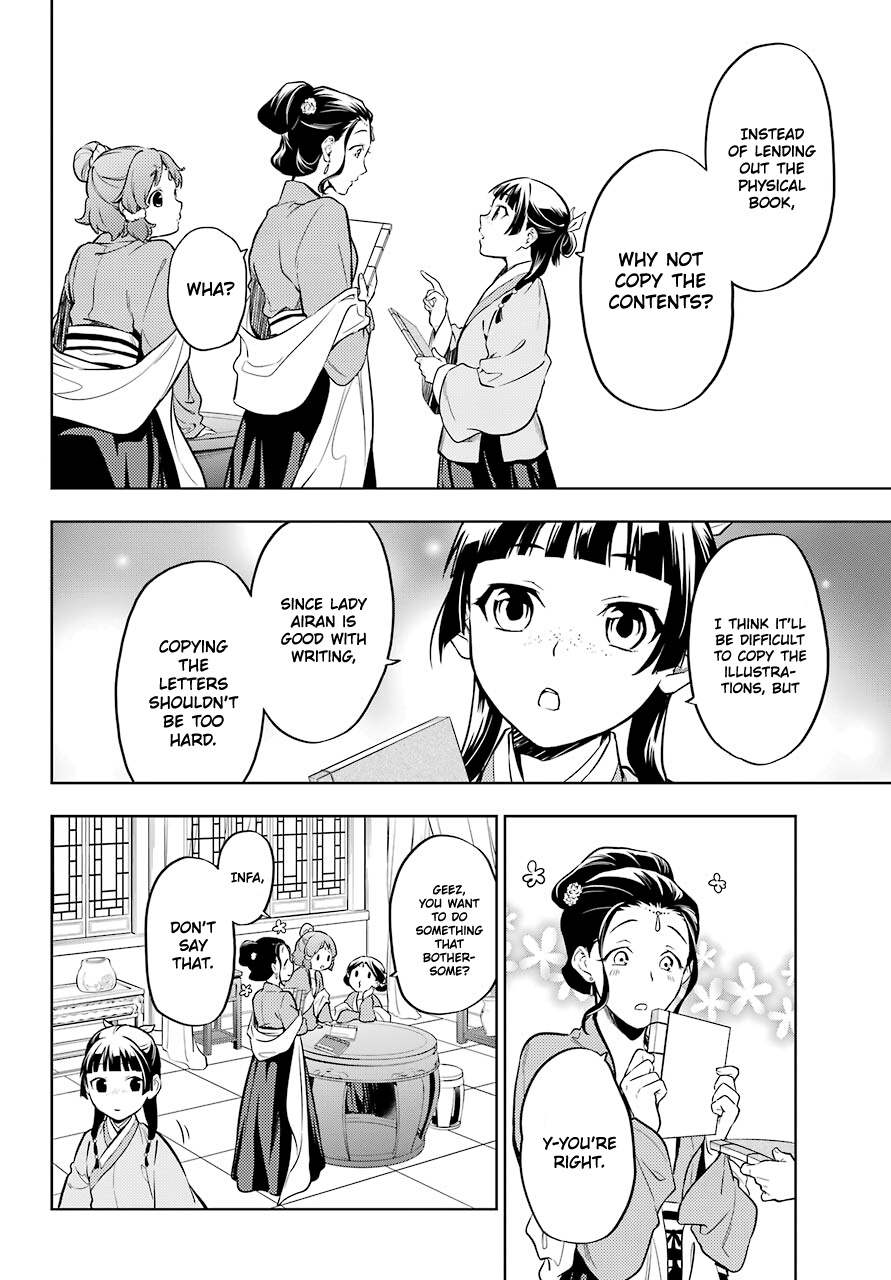 INSTEAD
OF LENDING
OUT THE
PHYSICAL
BOOK,
WHY NOT
COPY THE
CONTENTS?
WHA?
I THINK IT'LL
BE DIFFICULT
TO COPY THE
ILLUSTRA-
TIONS, BUT
SINCE LADY
AIRAN IS
GOOD WITH
WRITING,
COPYING
THE
LETTERS
SHOULDN'T
BE TOO
HARD.
Y-YOU'RE
RIGHT.
GEEZ,
YOU WANT
TO DO
SOMETHING
THAT
BOTHER-
SOME?
INFA,
DON'T
SAY
THAT.